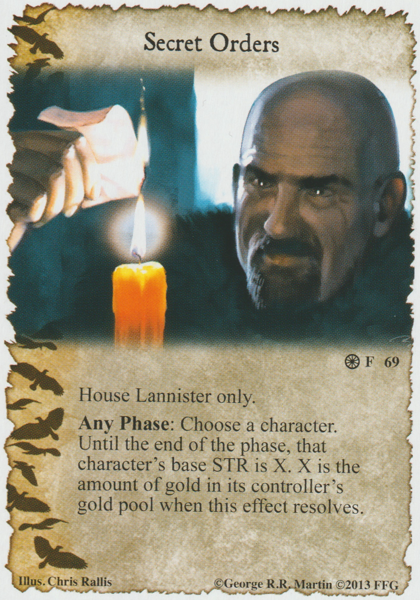 Secret Orders
F 69
House Lannister only.
Any Phase: Choose a character.
Until the end of the phase, that
character's base STR is X. X is the
amount of gold in its controller's
gold pool when this effect resolves.
Illus. Chris Rallis
©George R.R. Martin ©2013 FFG